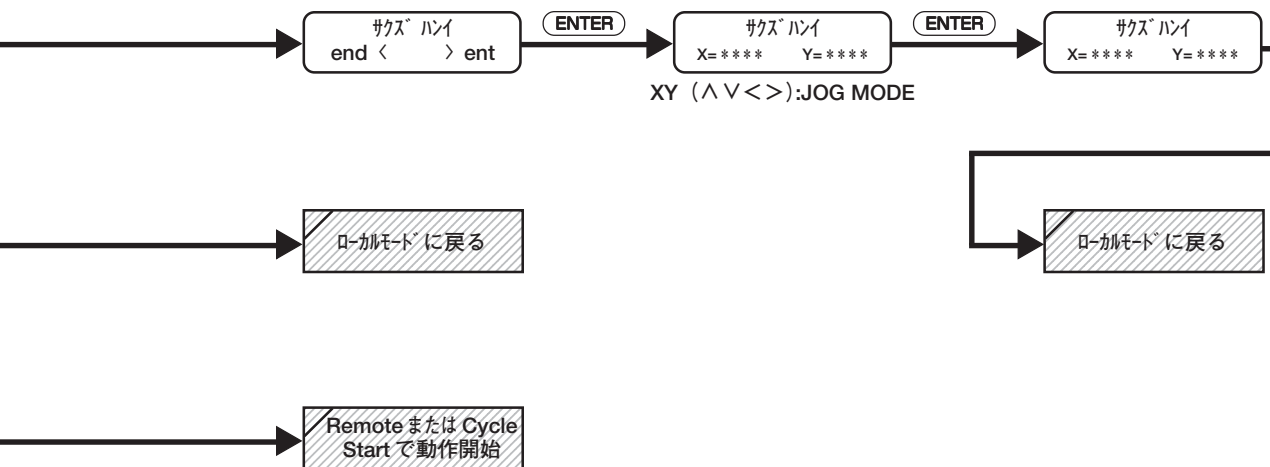 ｻｸｽﾞ ﾊﾝｲ
end〈 〉ent
ENTER
ｻｸｽﾞ ﾊﾝｲ
X=**** Y=****
ENTER
ｻｸｽﾞ ﾊﾝｲ
X=**** Y=****
XY（∧∨＜＞）:JOG MODE
ﾛｰｶﾙﾓｰﾄﾞに戻る
ﾛｰｶﾙﾓｰﾄﾞに戻る
Remote または Cycle
Start で動作開始